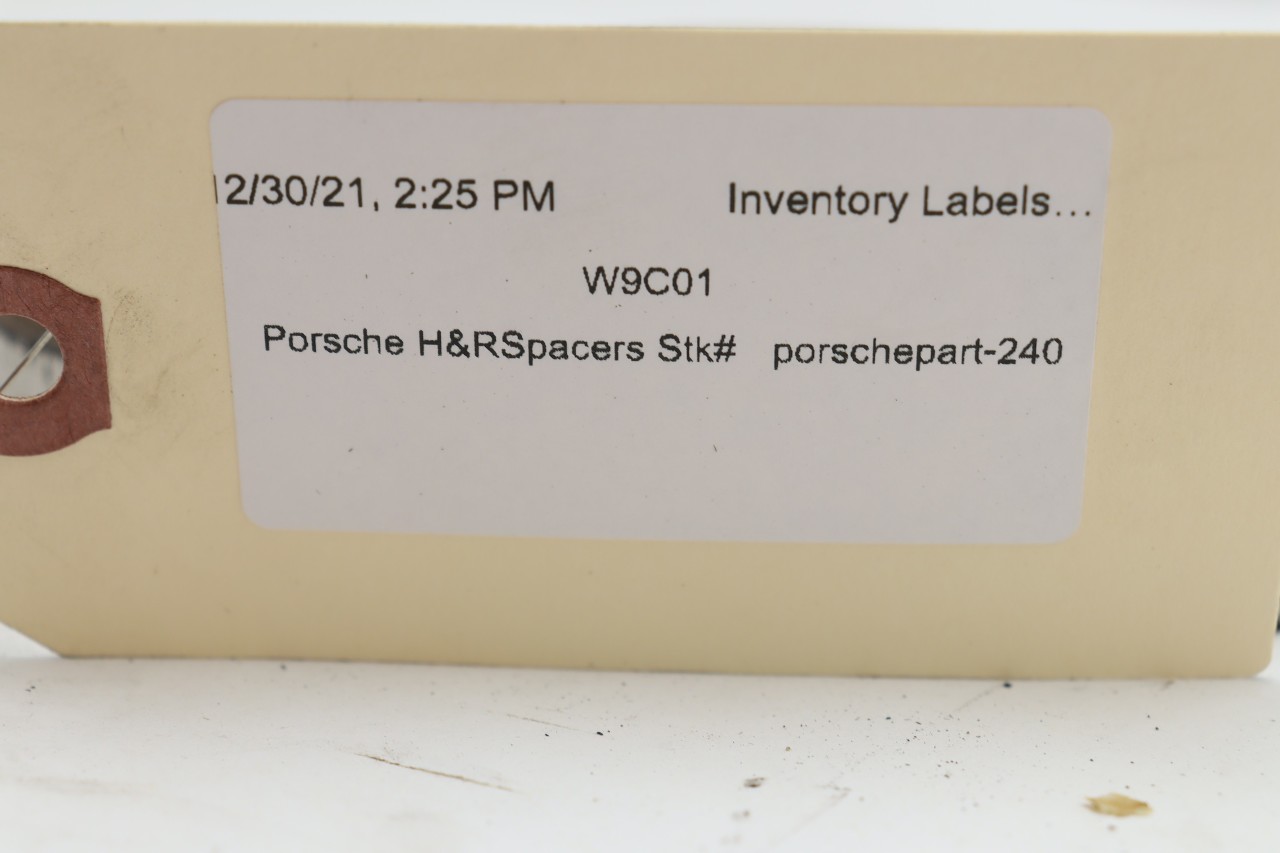 12/30/21, 2:25 PM Inventory Labels...
W9C01
Porsche H&RSpacers Stk# porschepart-240